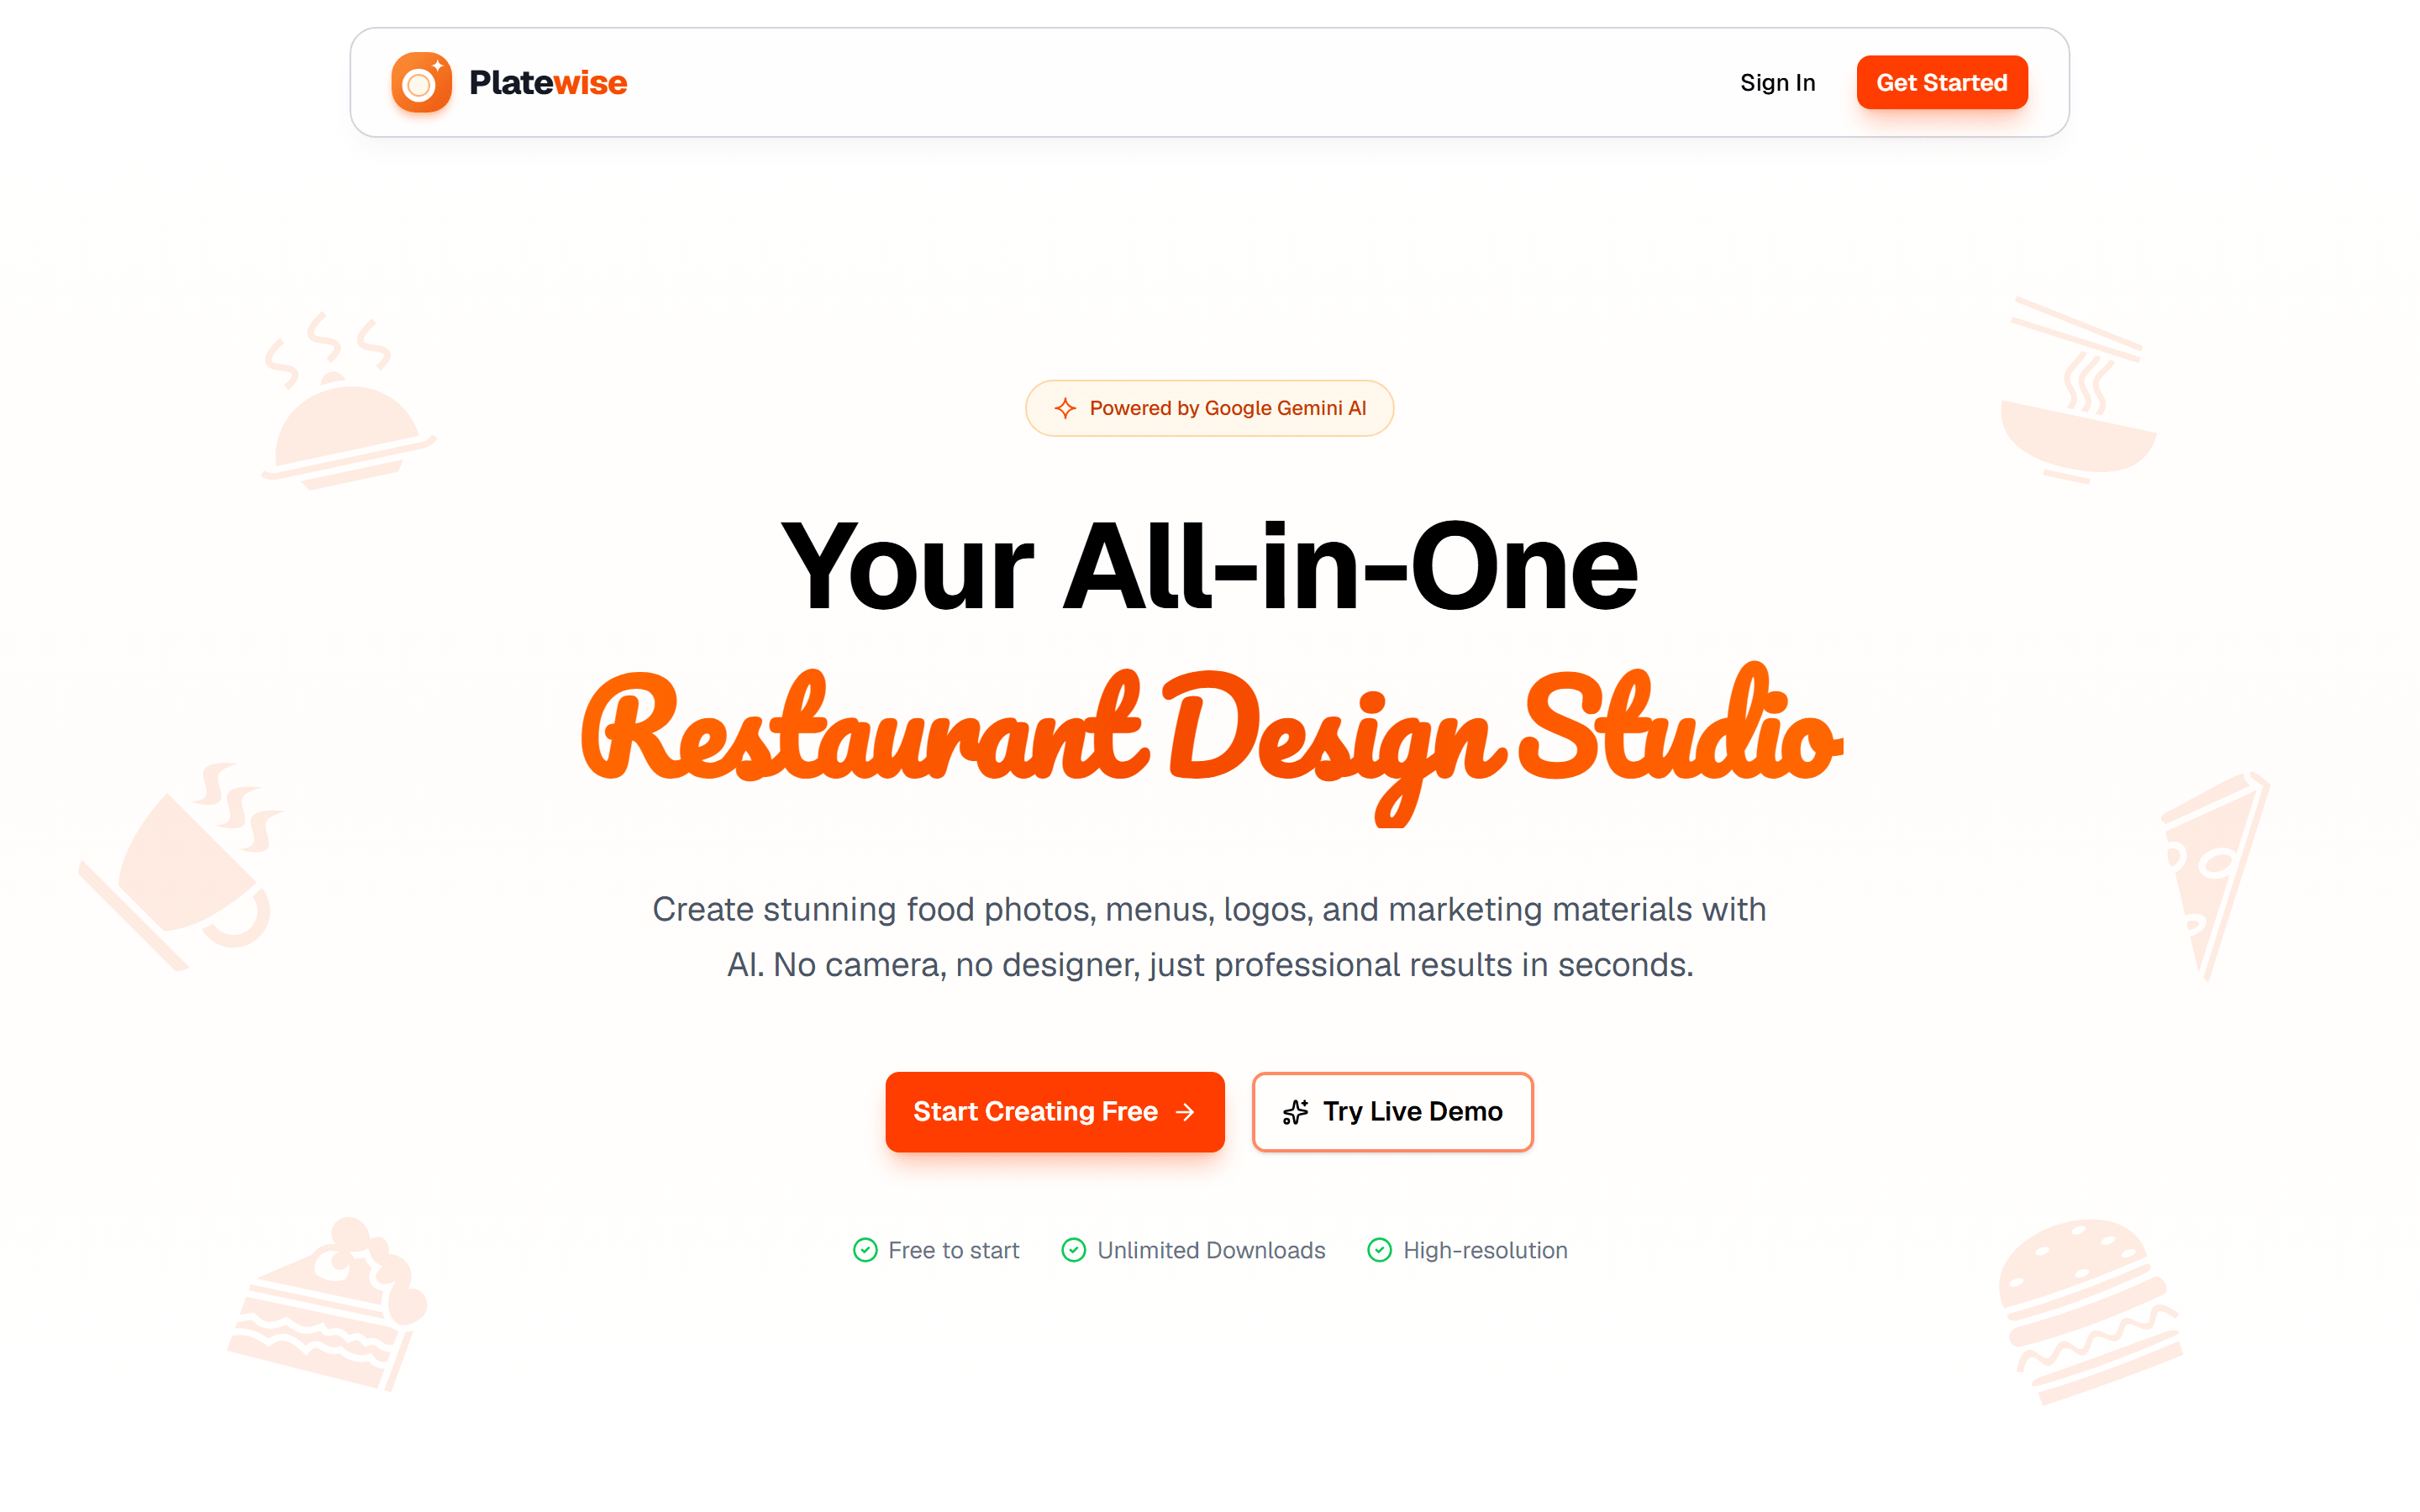 Platewise
Sign In
Get Started
Powered by Google Gemini AI
Your All-in-One
Restaurant Design Studio
Create stunning food photos, menus, logos, and marketing materials with
AI. No camera, no designer, just professional results in seconds.
Start Creating Free
Try Live Demo
Free to start
Unlimited Downloads
High-resolution